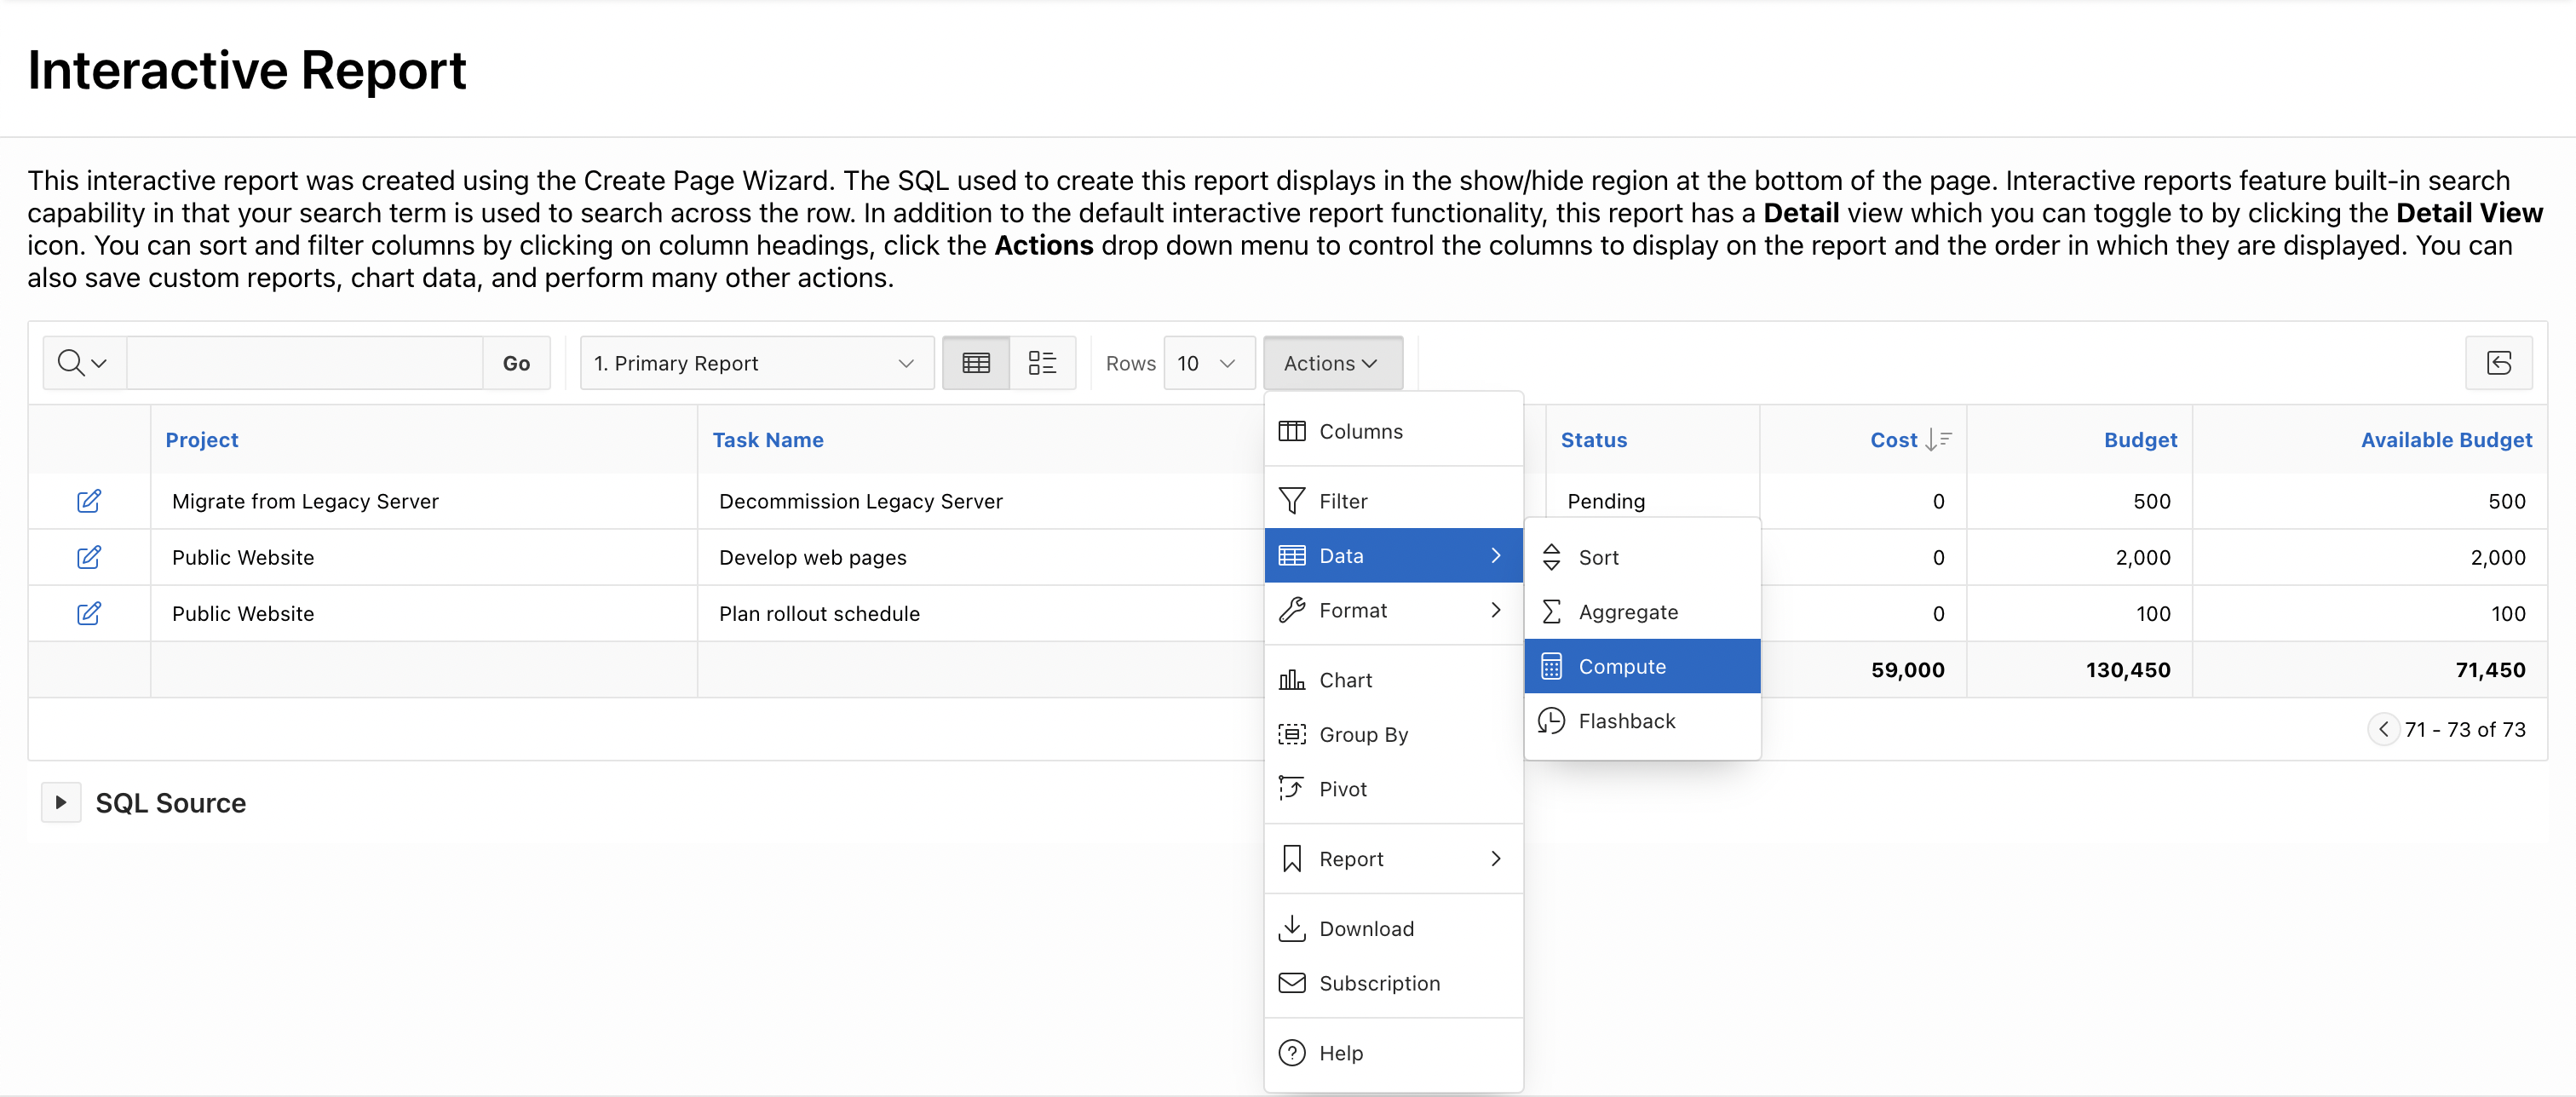 Interactive Report
This interactive report was created using the Create Page Wizard. The SQL used to create this report displays in the show/hide region at the bottom of the page. Interactive reports feature built-in search
capability in that your search term is used to search across the row. In addition to the default interactive report functionality, this report has a Detail view which you can toggle to by clicking the Detail View
icon. You can sort and filter columns by clicking on column headings, click the Actions drop down menu to control the columns to display on the report and the order in which they are displayed. You can
also save custom reports, chart data, and perform many other actions.
Go 1. Primary Report Rows 10 Actions
Project Task Name Status Cost Budget Available Budget
Migrate from Legacy Server Decommission Legacy Server Pending 0 500 500
Public Website Develop web pages 0 2,000 2,000
Public Website Plan rollout schedule 0 100 100
59,000 130,450 71,450
71 - 73 of 73
Columns
Filter
Data
Format
Chart
Group By
Pivot
Report
Download
Subscription
Help
Sort
Aggregate
Compute
Flashback
SQL Source